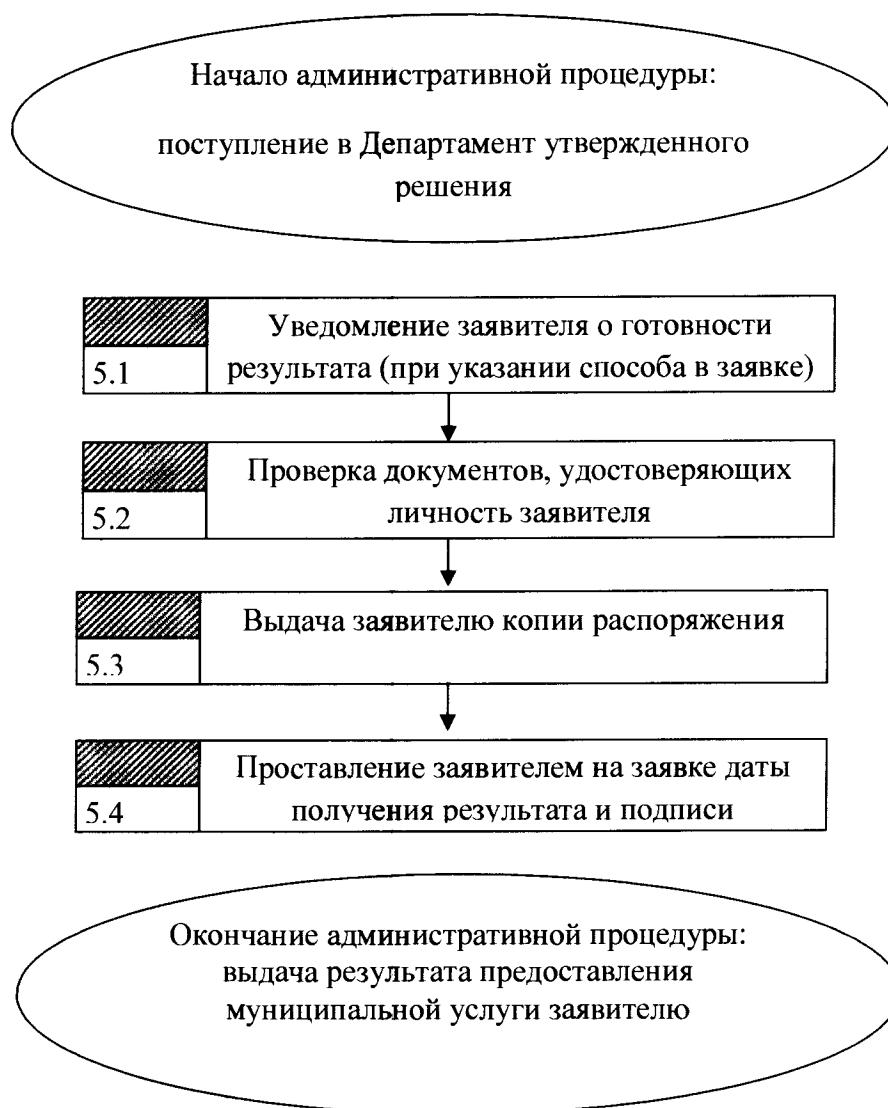 Начало административной процедуры:
поступление в Департамент утвержденного
решения
Уведомление заявителя о готовности
результата (при указании способа в заявке)
5.1
Проверка документов, удостоверяющих
личность заявителя
5.2
Выдача заявителю копии распоряжения
5.3
Проставление заявителем на заявке даты
получения результата и подписи
5.4
Окончание административной процедуры:
выдача результата предоставления
муниципальной услуги заявителю